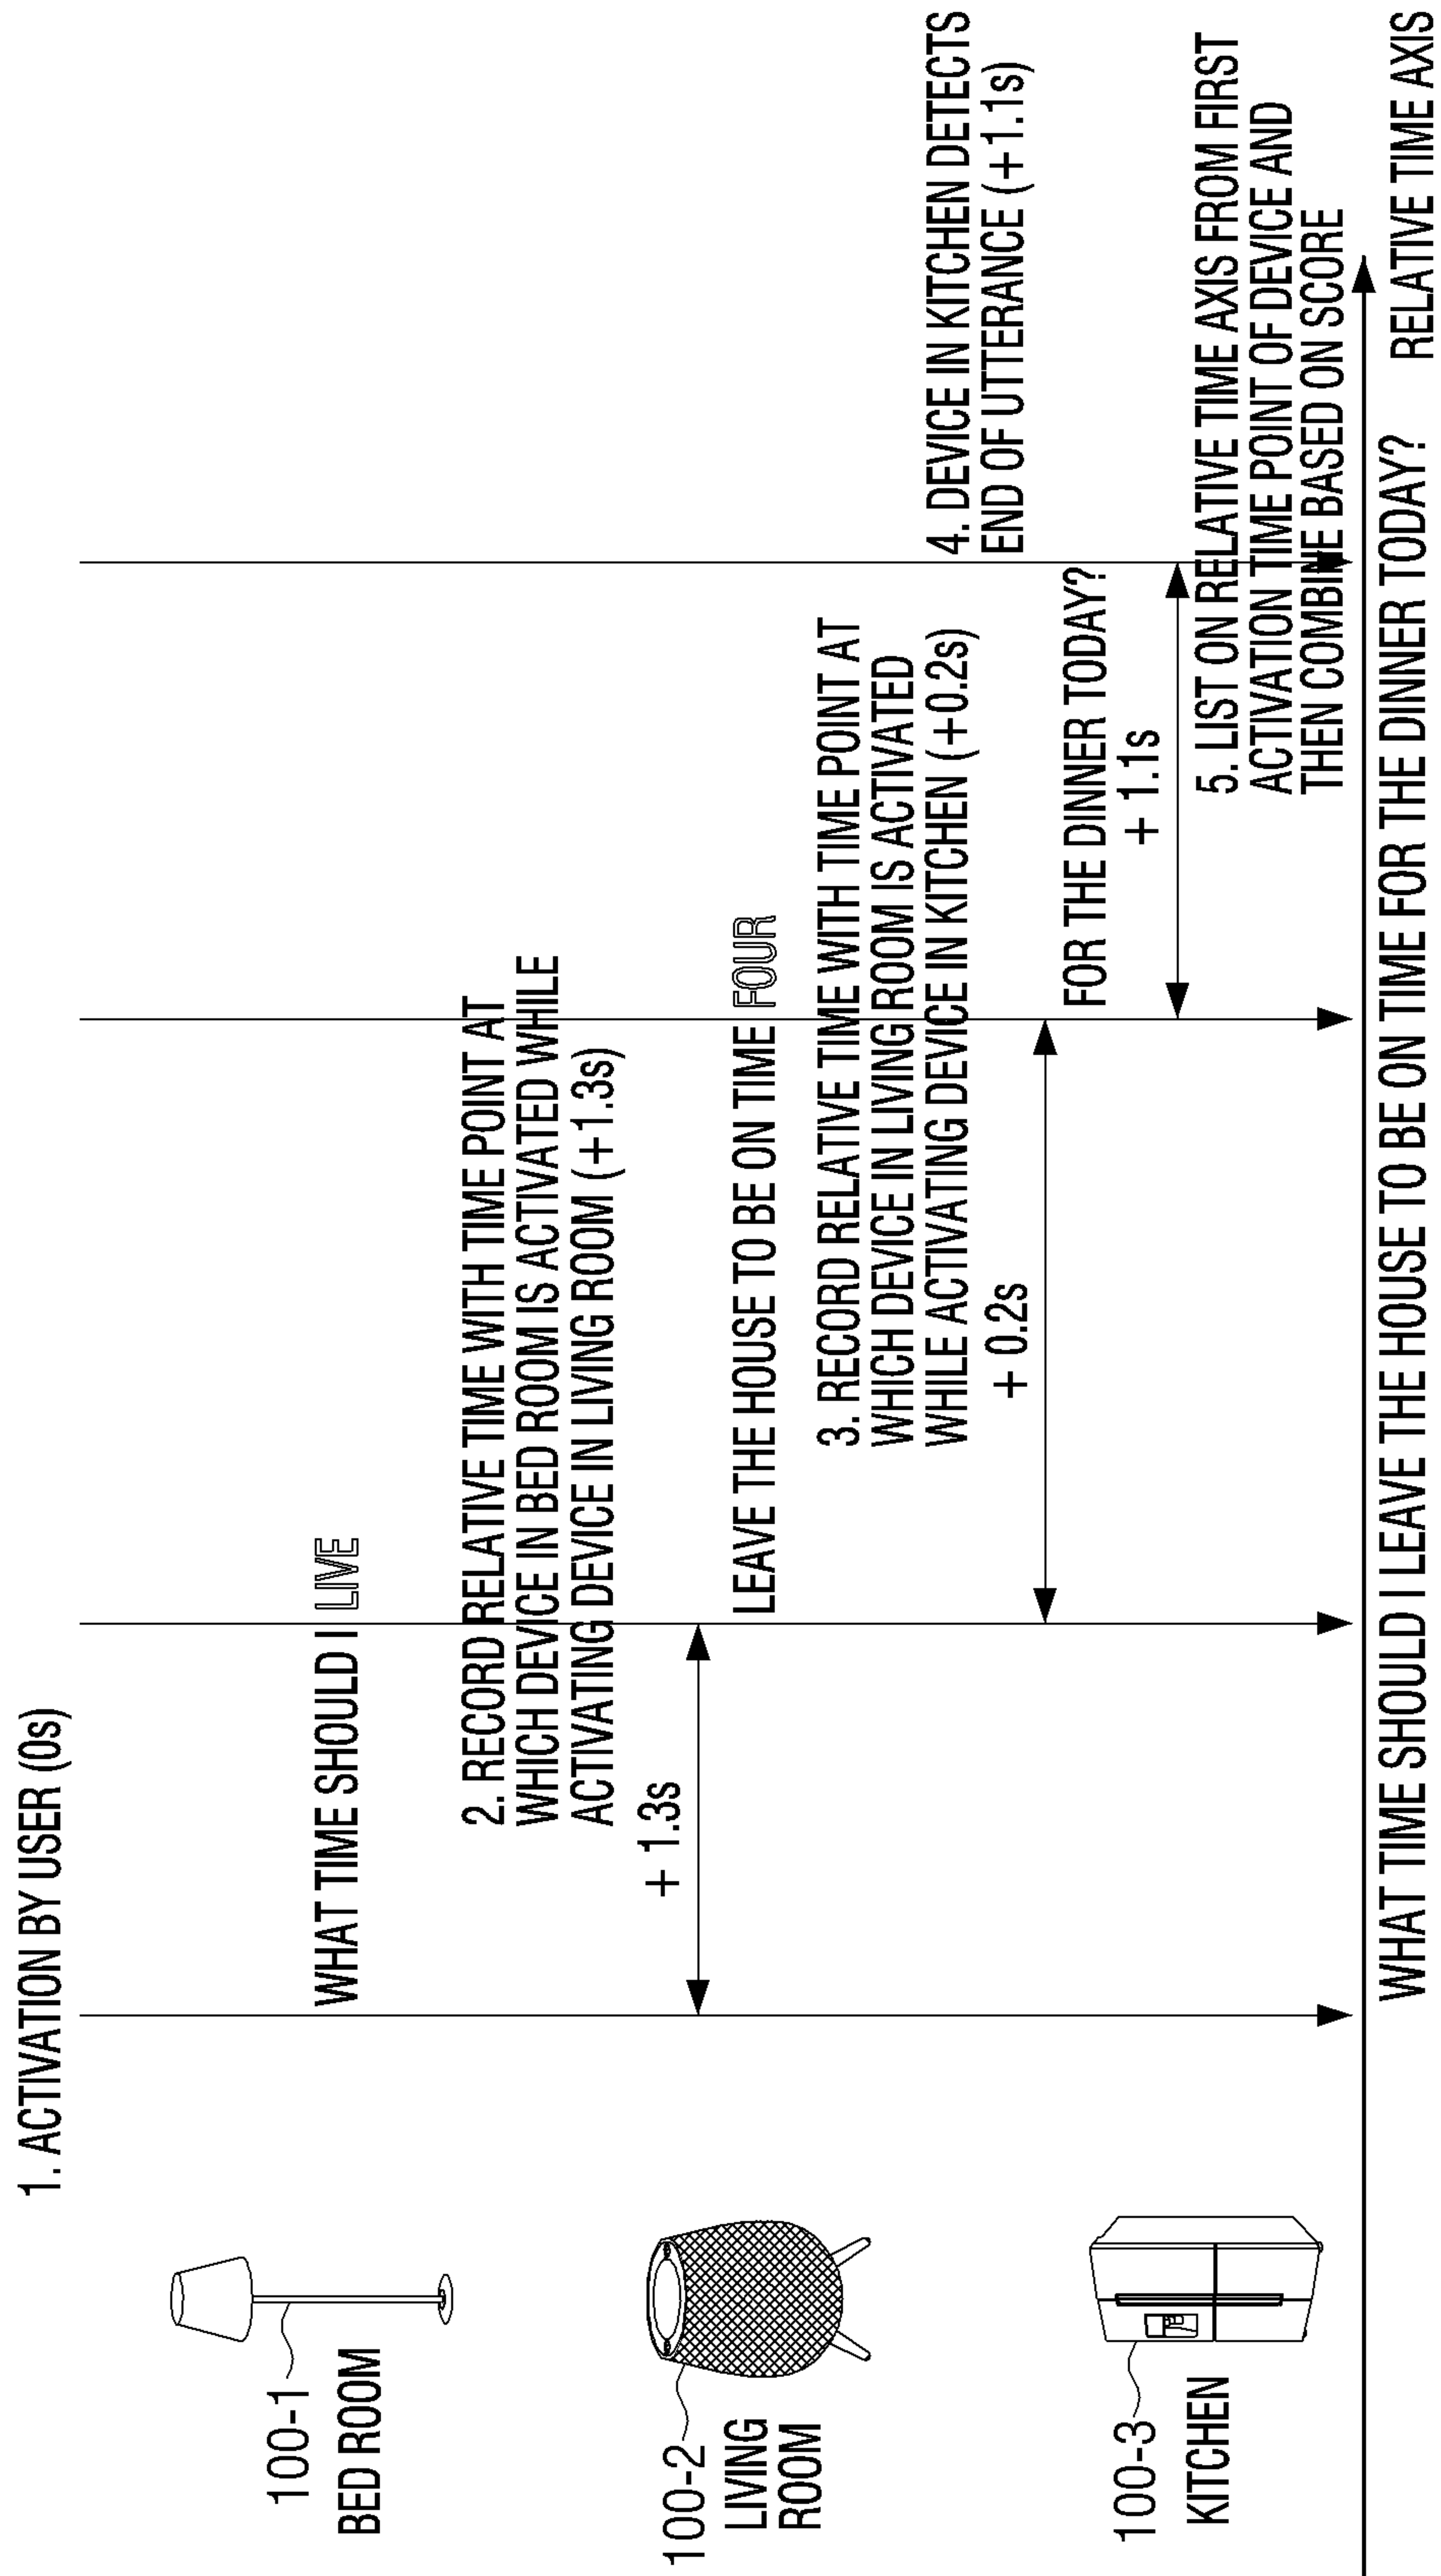 1. ACTIVATION BY USER (0s)
100-1
BED ROOM
WHAT TIME SHOULD I LIVE
2. RECORD RELATIVE TIME WITH TIME POINT AT
WHICH DEVICE IN BED ROOM IS ACTIVATED WHILE
ACTIVATING DEVICE IN LIVING ROOM (+1.3s)
+ 1.3s
100-2
LIVING
ROOM
LEAVE THE HOUSE TO BE ON TIME FOUR
3. RECORD RELATIVE TIME WITH TIME POINT AT
WHICH DEVICE IN LIVING ROOM IS ACTIVATED
WHILE ACTIVATING DEVICE IN KITCHEN (+0.2s)
+ 0.2s
4. DEVICE IN KITCHEN DETECTS
END OF UTTERANCE (+1.1s)
100-3
KITCHEN
FOR THE DINNER TODAY?
+ 1.1s
5. LIST ON RELATIVE TIME AXIS FROM FIRST
ACTIVATION TIME POINT OF DEVICE AND
THEN COMBINE BASED ON SCORE
WHAT TIME SHOULD I LEAVE THE HOUSE TO BE ON TIME FOR THE DINNER TODAY?
RELATIVE TIME AXIS